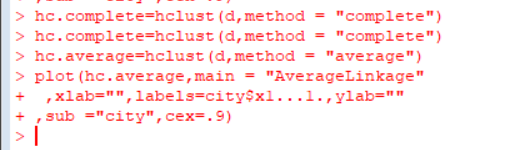 > hc.complete=hclust(d,method = "complete")
> hc.complete=hclust(d,method = "complete")
> hc.average=hclust(d,method = "average")
> plot(hc.average,main = "AverageLinkage"
+  ,xlab="",labels=city$x1...1.,ylab=""
+ ,sub ="city",cex=.9)
>